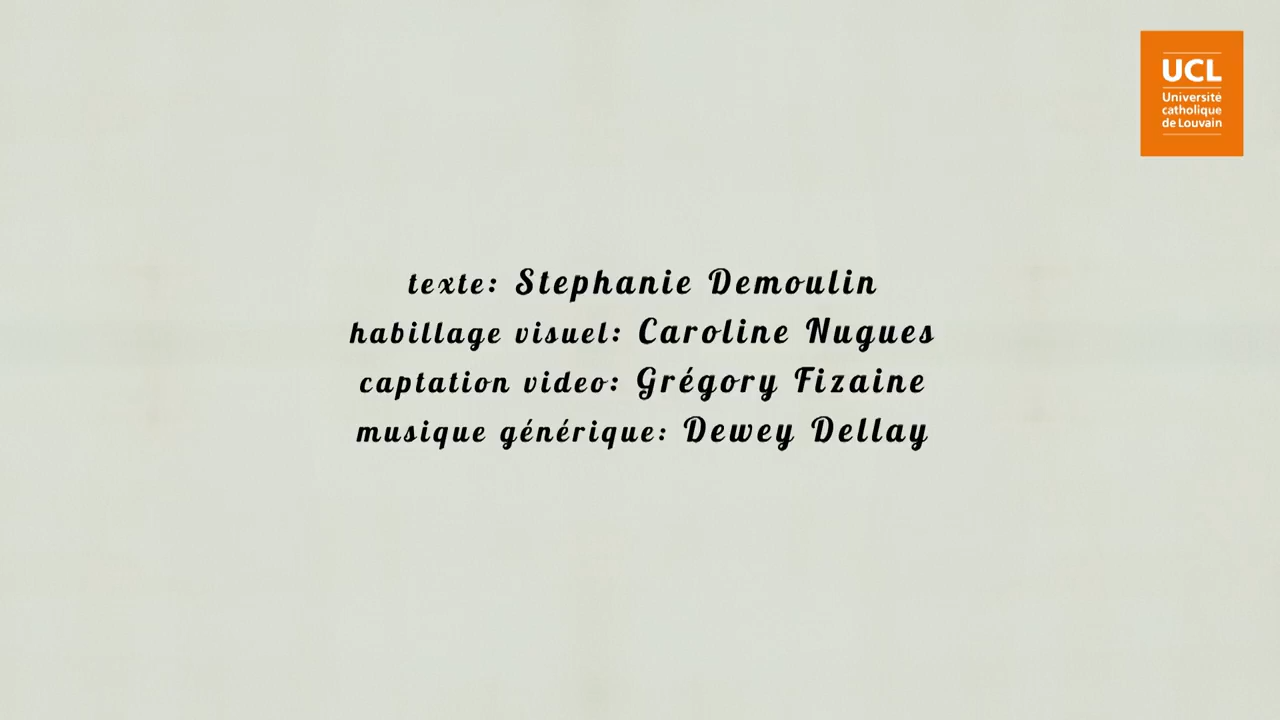 UCL
Université
catholique
de Louvain
texte: Stephanie Demoulin
habillage visuel: Caroline Nugues
captation video: Grégory Fizaine
musique générique: Dewey Dellay